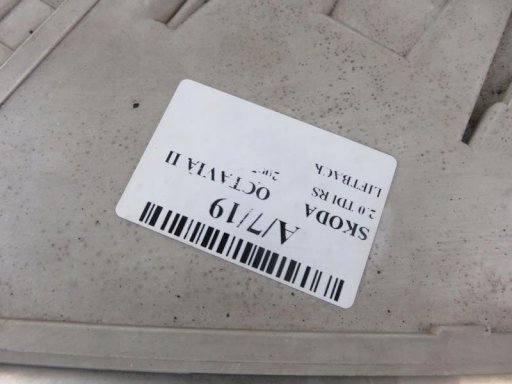 A/7/19
SKODA OCTAVIA II
2.0 TDI RS
LIFTBACK